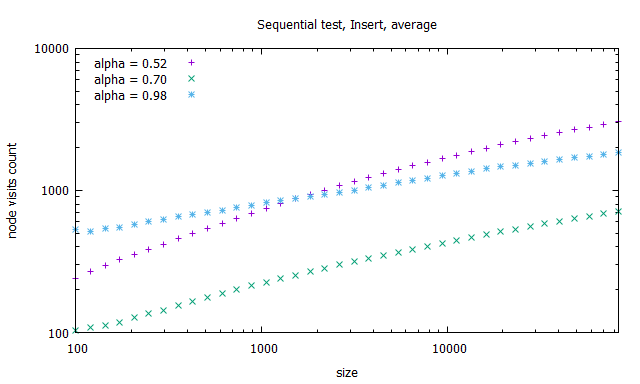 Sequential test, Insert, average
10000
1000
100
node visits count
alpha = 0.52
alpha = 0.70
alpha = 0.98
100
1000
10000
size